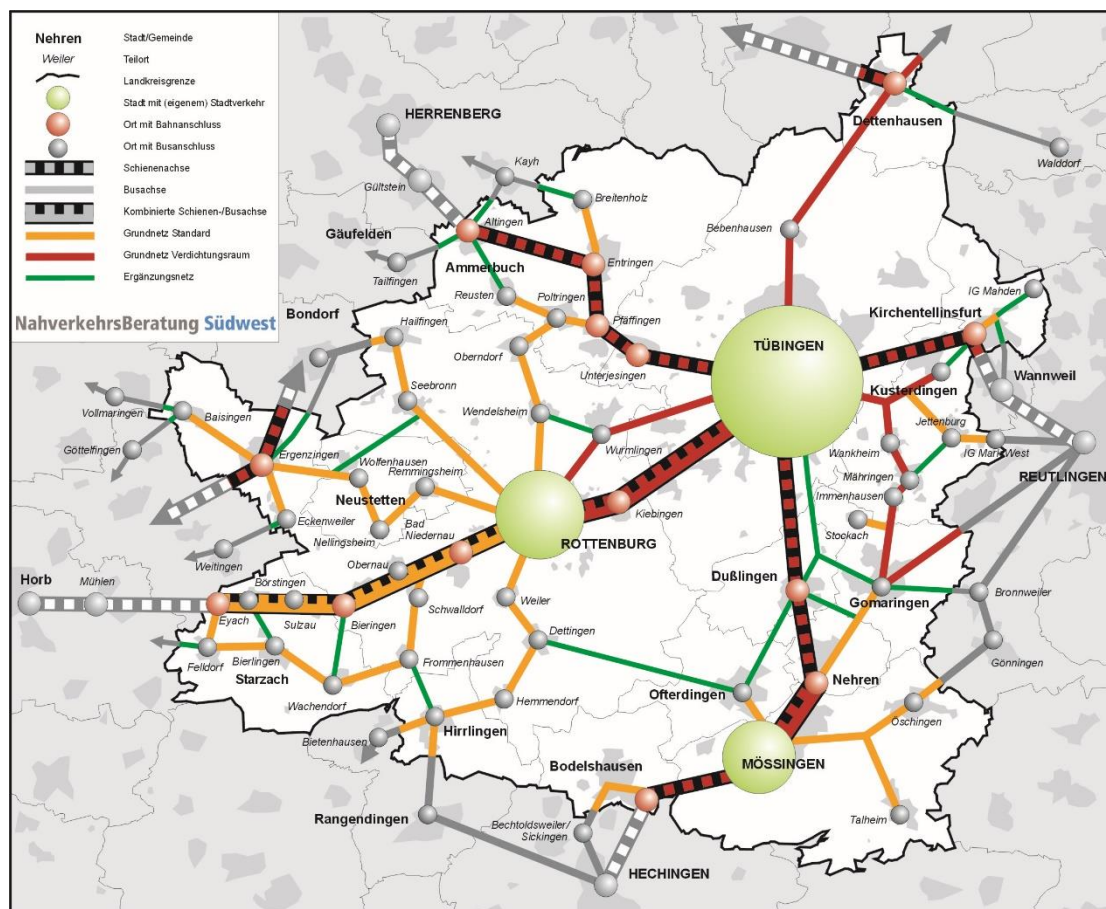 Nehren Stadt/Gemeinde
Weiler Teilort
Landkreisgrenze
Stadt mit (eigenem) Stadtverkehr
Ort mit Bahnanschluss
Ort mit Busanschluss
Schienenachse
Busachse
Kombinierte Schienen-/Busachse
Grundnetz Standard
Grundnetz Verdichtungsraum
Ergänzungsnetz
NahverkehrsBeratung Südwest
Dettenhausen
HERRENBERG
Walddorf
Kayh
Gültstein
Breitenholz
Altingen
Bebenhausen
Gäufelden
Tailfingen
Ammerbuch
Entringen
IG Mahden
Reusten
Poltringen
Kirchentellinsfurt
Bondorf
Hailfingen
Pfäffingen
TÜBINGEN
Oberndorf
Unterjesingen
Wannweil
Seebronn
Kusterdingen
Vollmaringen
Baisingen
Wendelsheim
Jettenburg
Göttelfingen
Wurmlingen
Wankheim
IG Mark West
Ergenzingen
Wolfenhausen
Remmingsheim
Mähringen
REUTLINGEN
Neustetten
Immenhausen
Kiebingen
Eckenweiler
Bad
Niedernau
Nellingsheim
Stockach
ROTTENBURG
Weitingen
Obernau
Horb
Mühlen
Börstingen
Dußlingen
Gomaringen
Bronnweiler
Schwalldorf
Weiler
Eyach
Sulzau
Bieringen
Dettingen
Gönningen
Felldorf
Bierlingen
Frommenhausen
Starzach
Nehren
Ofterdingen
Wachendorf
Hemmendorf
Öschingen
Hirrlingen
Bietenhausen
Bodelshausen
MÖSSINGEN
Rangendingen
Bechtoldsweiler/
Sickingen
Talheim
HECHINGEN